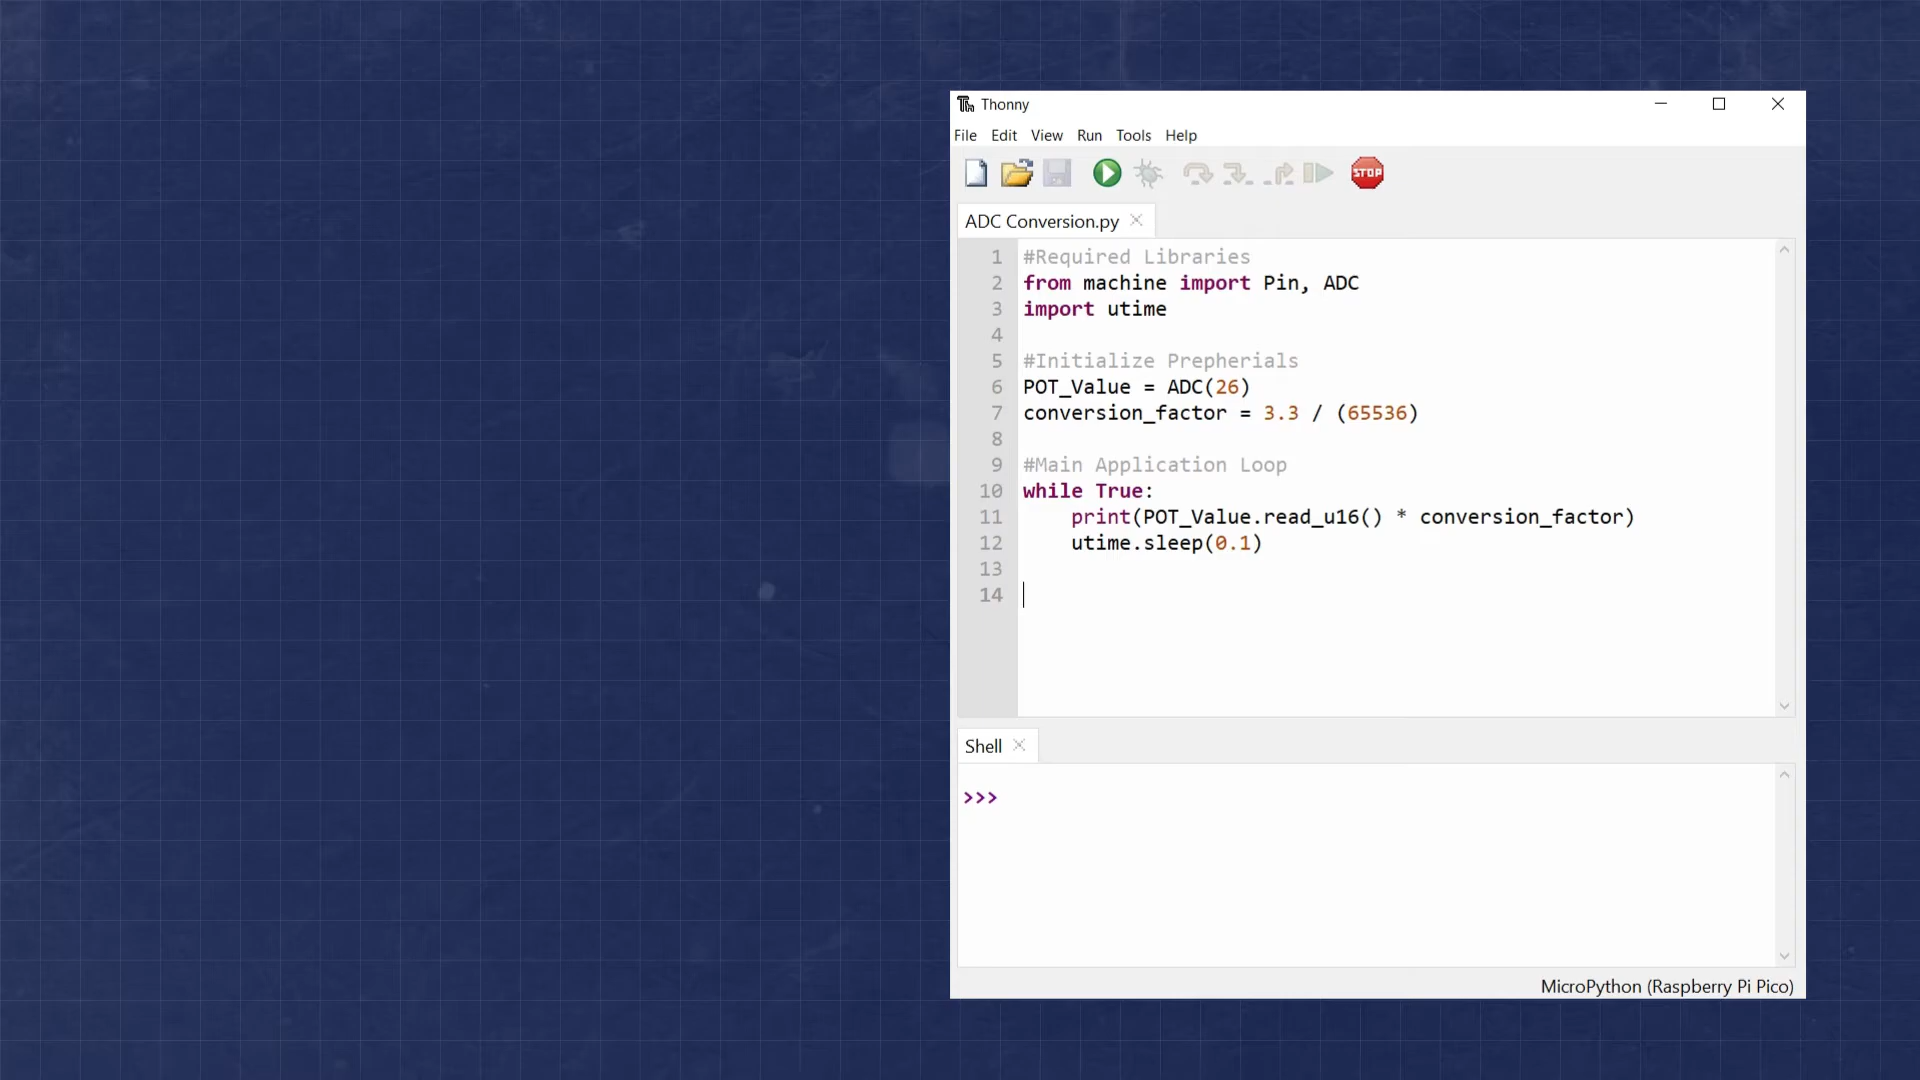 Thonny
File Edit View Run Tools Help
STOP
ADC Conversion.py
1 #Required Libraries
2 from machine import Pin, ADC
3 import utime
4
5 #Initialize Prepherials
6 POT_Value = ADC(26)
7 conversion_factor = 3.3 / (65536)
8
9 #Main Application Loop
10 while True:
11     print(POT_Value.read_u16() * conversion_factor)
12     utime.sleep(0.1)
13
14
Shell
>>>
MicroPython (Raspberry Pi Pico)